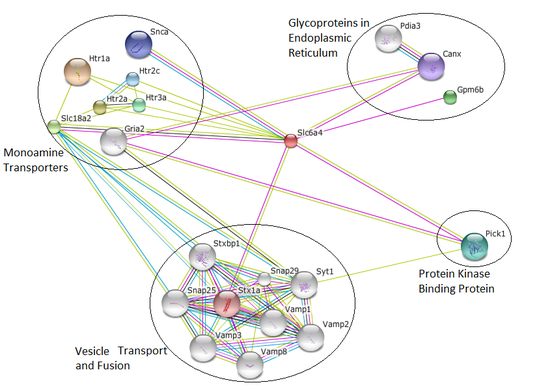 Glycoproteins in
Endoplasmic
Reticulum
Pdia3
Canx
Gpm6b
Snca
Htr1a
Htr2c
Htr2a
Htr3a
Slc18a2
Gria2
Slc6a4
Monoamine
Transporters
Pick1
Protein Kinase
Binding Protein
Stxbp1
Snap29
Syt1
Snap25
Stx1a
Vamp1
Vamp2
Vamp3
Vamp8
Vesicle Transport
and Fusion